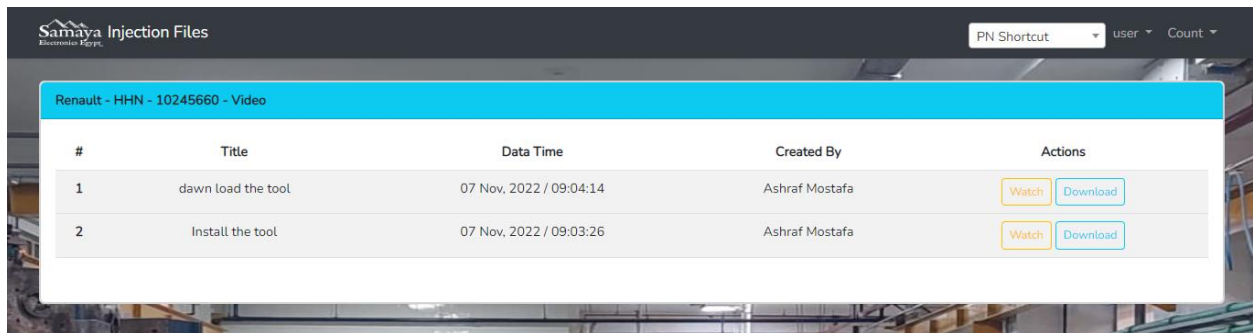 Samaya Injection Files
Electronics Egypt
PN Shortcut user Count
Renault - HHN - 10245660 - Video
# Title Data Time Created By Actions
1 dawn load the tool 07 Nov, 2022 / 09:04:14 Ashraf Mostafa Watch Download
2 Install the tool 07 Nov, 2022 / 09:03:26 Ashraf Mostafa Watch Download